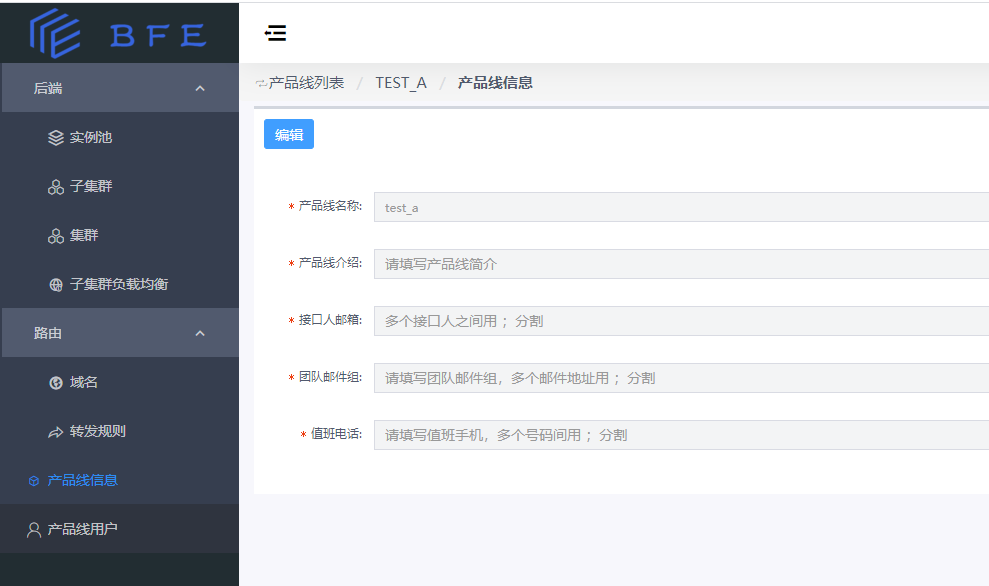 BFE
后端
实例池
子集群
集群
子集群负载均衡
路由
域名
转发规则
产品线信息
产品线用户
产品线列表 / TEST_A / 产品线信息
编辑
* 产品线名称: test_a
* 产品线介绍: 请填写产品线简介
* 接口人邮箱: 多个接口人之间用 ; 分割
* 团队邮件组: 请填写团队邮件组，多个邮件地址用 ; 分割
* 值班电话: 请填写值班手机，多个号码间用 ; 分割